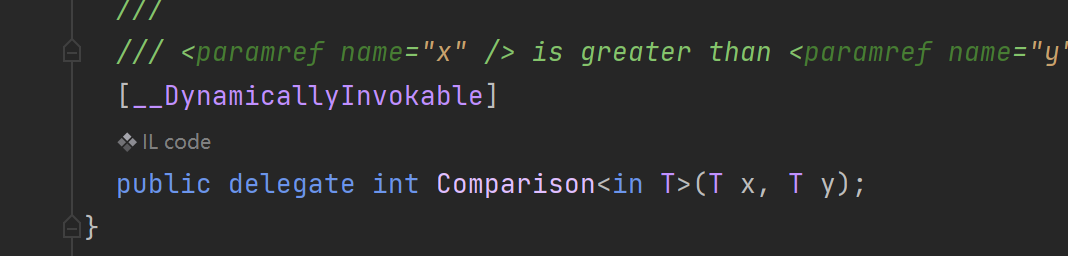 ///
/// <paramref name="x" /> is greater than <paramref name="y"
[__DynamicallyInvokable]
IL code
public delegate int Comparison<in T>(T x, T y);
}